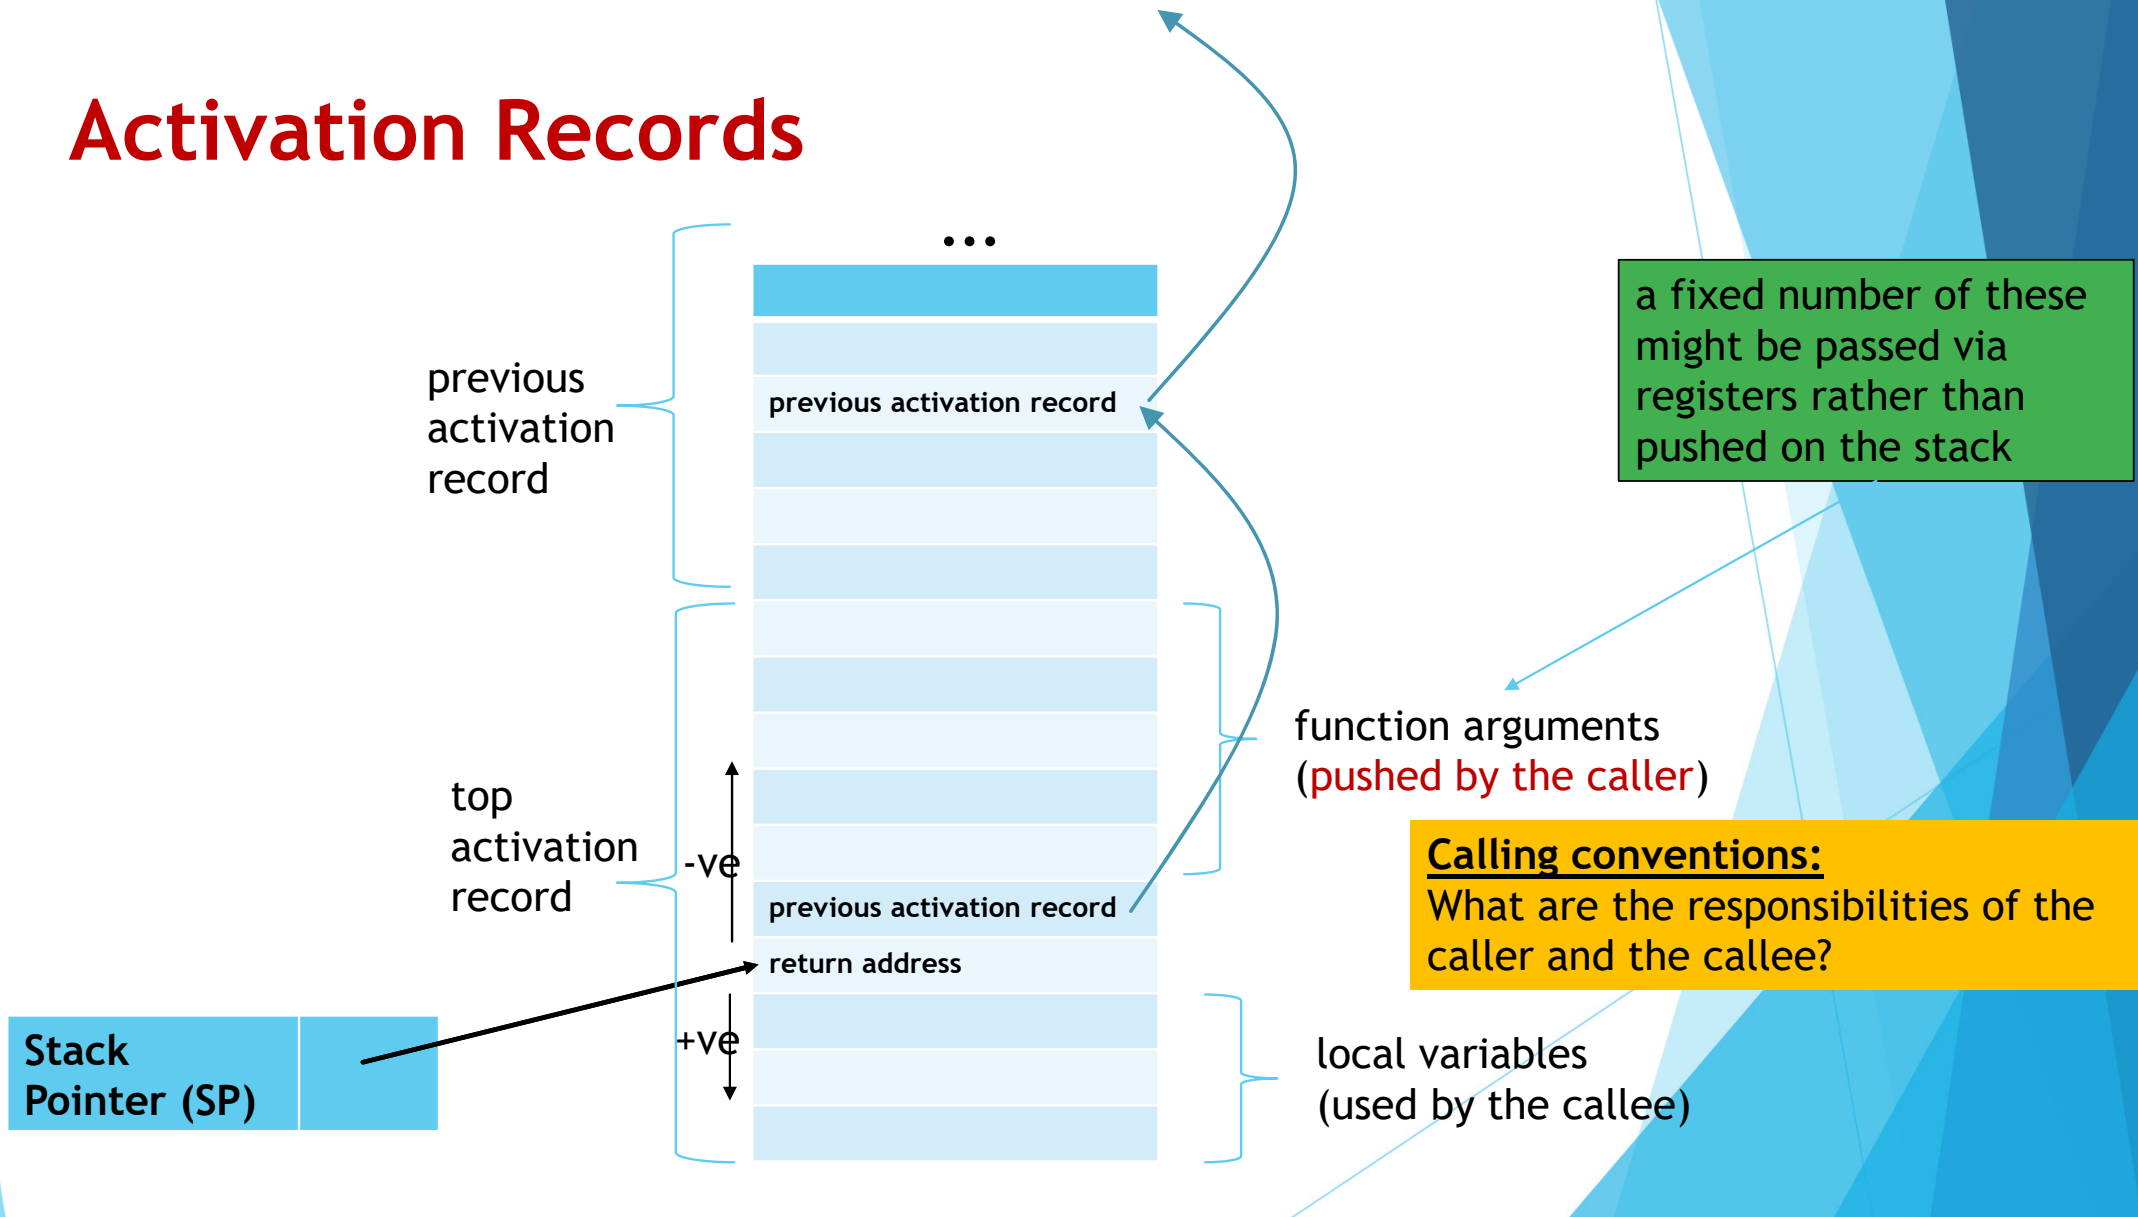 Activation Records
...
previous
activation
record
previous activation record
a fixed number of these
might be passed via
registers rather than
pushed on the stack
top
activation
record
-ve
previous activation record
return address
+ve
function arguments
(pushed by the caller)
Calling conventions:
What are the responsibilities of the
caller and the callee?
Stack
Pointer (SP)
local variables
(used by the callee)